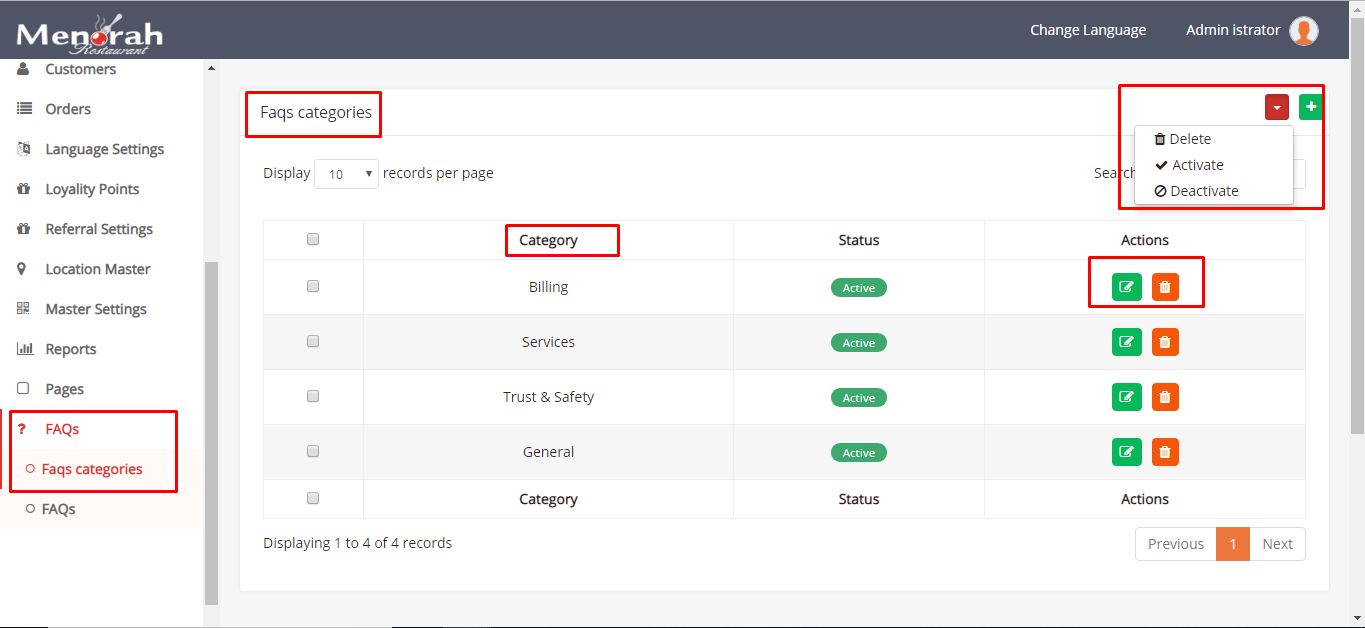 Menorah
Restaurant
Change Language
Admin istrator
Customers
Orders
Language Settings
Loyality Points
Referral Settings
Location Master
Master Settings
Reports
Pages
? FAQs
Faqs categories
FAQs
Faqs categories
+
Delete
Activate
Deactivate
Display 10 records per page
Search
Category Status Actions
Billing Active
Services Active
Trust & Safety Active
General Active
Category Status Actions
Displaying 1 to 4 of 4 records
Previous 1 Next